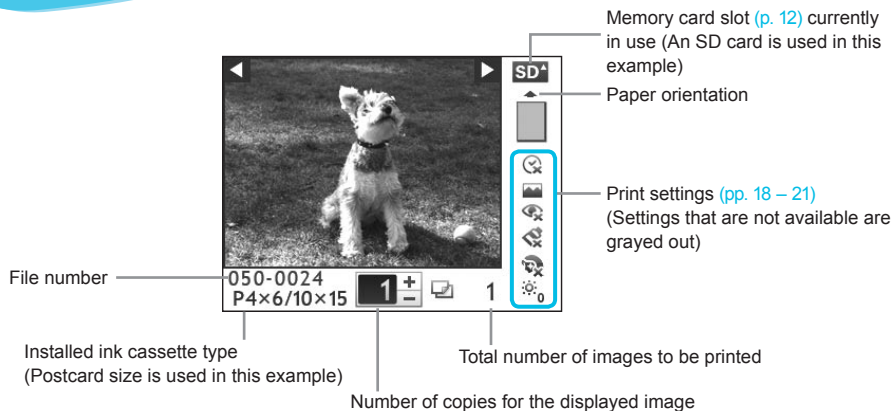 Memory card slot (p. 12) currently
in use (An SD card is used in this
example)
SD
Paper orientation
Print settings (pp. 18 – 21)
(Settings that are not available are
grayed out)
0
File number
050-0024
P4×6/10×15
1 + −
1
Installed ink cassette type
(Postcard size is used in this example)
Total number of images to be printed
Number of copies for the displayed image